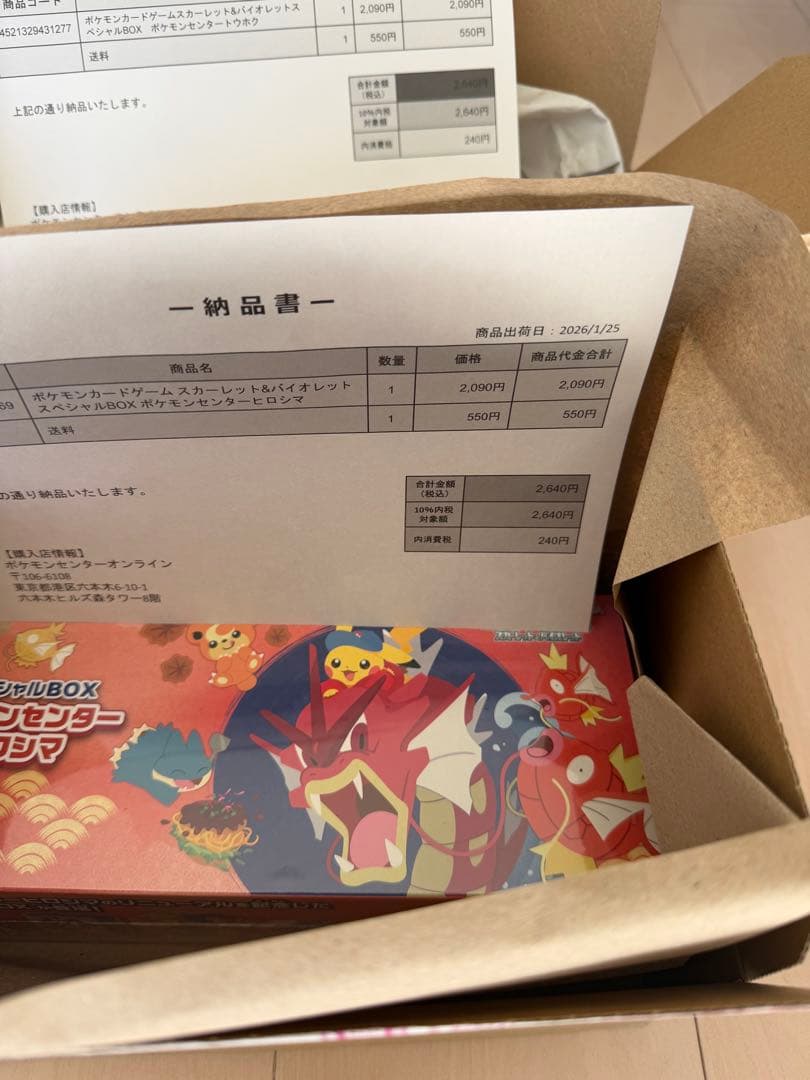 商品コード
ポケモンカードゲームスカーレット&バイオレットス 1 2,090円 2,090円
4521329431277 ペシャルBOX ポケモンセンタートウホク
送料 1 550円 550円
合計金額 2,640円
(税込)
上記の通り納品いたします。
10%内税 2,640円
対象額
内消費税 240円
【購入店情報】
ー納品書ー
商品出荷日:2026/1/25
商品名 数量 価格 商品代金合計
69 ポケモンカードゲーム スカーレット&バイオレット 1 2,090円 2,090円
スペシャルBOX ポケモンセンターヒロシマ
送料 1 550円 550円
の通り納品いたします。
合計金額 2,640円
(税込)
10%内税 2,640円
対象額
内消費税 240円
【購入店情報】
ポケモンセンターオンライン
〒106-6108
東京都港区六本木6-10-1
六本木ヒルズ森タワー8階
シャルBOX
ンセンター
ロシマ